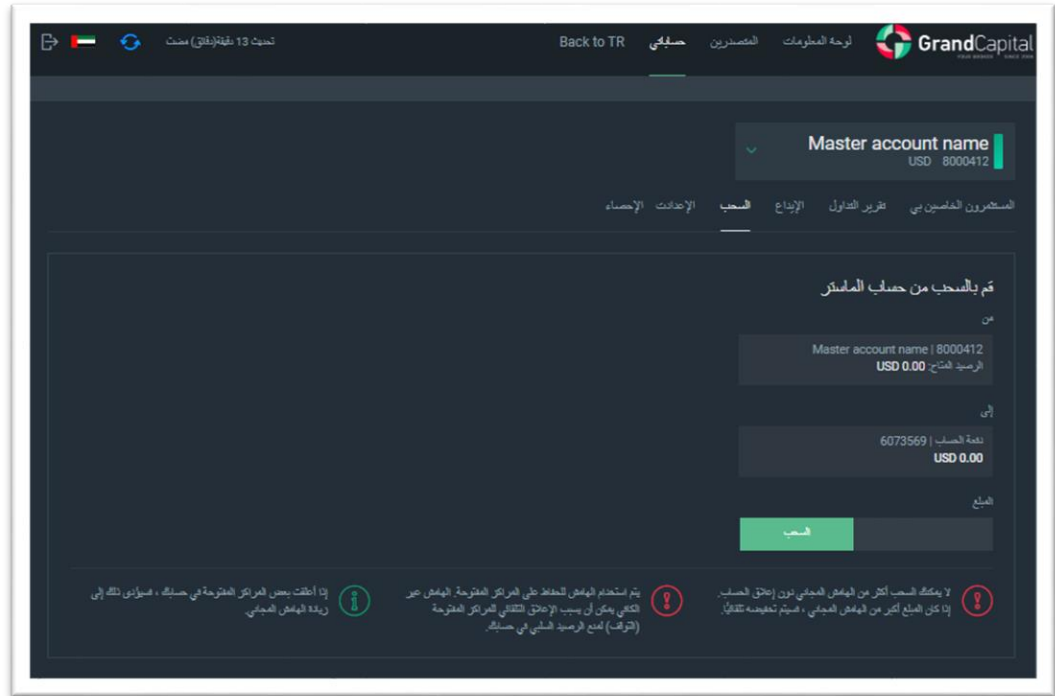 GrandCapital
لوحة المعلومات
المتصدرين
حساباتي
Back to TR
تحديث 13 دقيقة(دقائق) مضت
Master account name
USD 8000412
المستثمرون الخاصين بي
تقرير التداول
الإيداع
السحب
الإعدادت
الإحصاء
قم بالسحب من حساب الماستر
من
Master account name | 8000412
الرصيد المتاح: USD 0.00
إلى
دفعة الحساب | 6073569
USD 0.00
المبلغ
السحب
لا يمكنك السحب أكثر من الهامش المجاني دون إغلاق الحساب.
إذا كان المبلغ أكبر من الهامش المجاني ، فسيتم تخفيضه تلقائيًا.
يتم استخدام الهامش للحفاظ على المراكز المفتوحة. الهامش غير
الكافي يمكن أن يسبب الإغلاق التلقائي للمراكز المفتوحة
(التوقف) لمنع الرصيد السلبي في حسابك.
إذا أغلقت بعض المراكز المفتوحة في حسابك ، فسيؤدى ذلك إلى
زيادة الهامش المجاني.